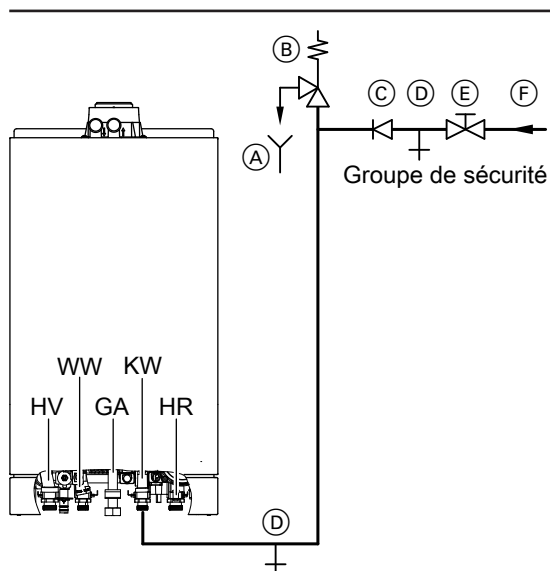 B
C D E F
A
Groupe de sécurité
WW KW
HV GA HR
D